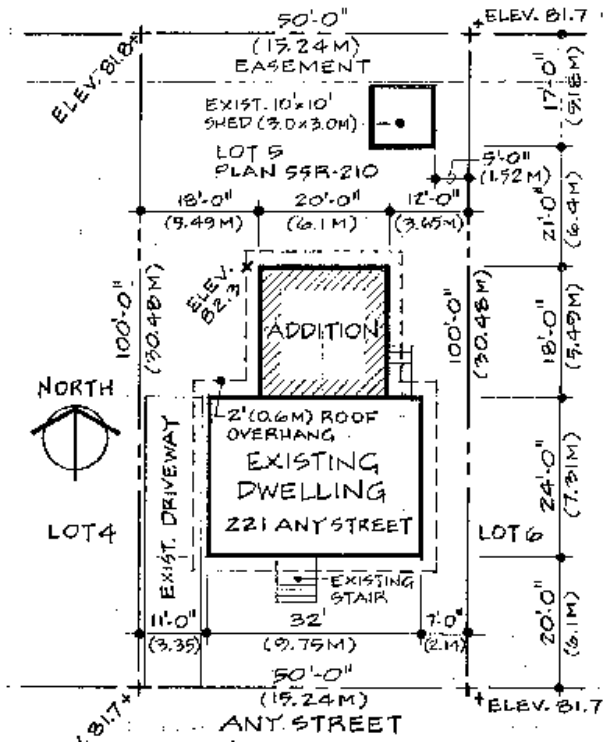 50'-0"
(15.24M)
EASEMENT
ELEV. 81.7
ELEV. 81.8
EXIST. 10'x10'
SHED (3.0x3.0M)
LOT 5
PLAN 55R-210
17'-0"
(5.18M)
5'-0"
(1.52M)
18'-0"
(5.49M)
20'-0"
(6.1M)
12'-0"
(3.65M)
21'-0"
(6.4M)
ELEV.
82.3
ADDITION
100'-0"
(30.48M)
100'-0"
(30.48M)
18'-0"
(5.49M)
NORTH
2'(0.6M) ROOF
OVERHANG
EXISTING
DWELLING
221 ANY STREET
EXIST. DRIVEWAY
LOT 4
LOT 6
24'-0"
(7.31M)
EXISTING
STAIR
11'-0"
(3.35)
32'
(9.75M)
7'-0"
(2.14)
20'-0"
(6.1M)
50'-0"
(15.24M)
81.7
ELEV. 81.7
ANY STREET